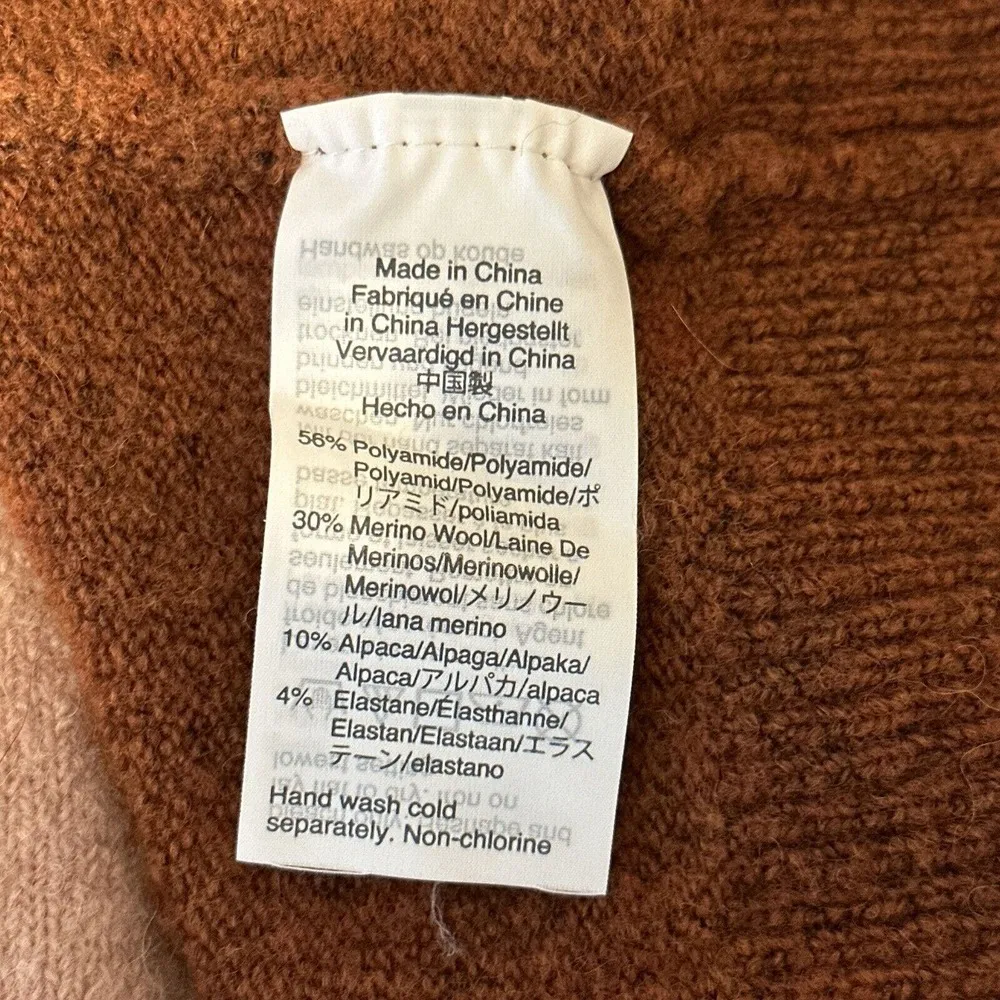 Made in China
Fabriqué en Chine
in China Hergestellt
Vervaardigd in China
中国製
Hecho en China
56% Polyamide/Polyamide/
Polyamid/Polyamide/ポ
リアミド/poliamida
30% Merino Wool/Laine De
Merinos/Merinowolle/
Merinowol/メリノウー
ル/lana merino
10% Alpaca/Alpaga/Alpaka/
Alpaca/アルパカ/alpaca
4% Elastane/Élasthanne/
Elastan/Elastaan/エラス
テーン/elastano
Hand wash cold
separately. Non-chlorine